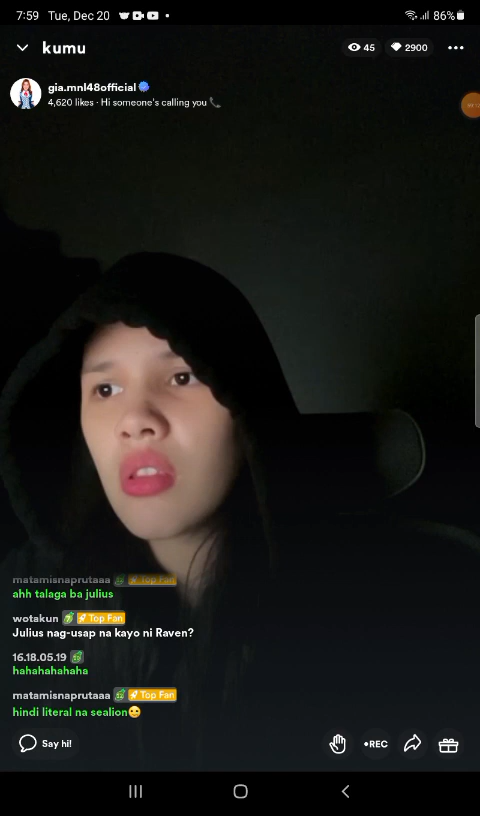 7:59 Tue, Dec 20
86%
kumu
45
2900
gia.mnl48official
4,620 likes · Hi someone's calling you 📞
matamisnaprutaaa Top Fan
ahh talaga ba julius
wotakun Top Fan
Julius nag-usap na kayo ni Raven?
16.18.05.19
hahahahahaha
matamisnaprutaaa Top Fan
hindi literal na sealion😐
Say hi!
•REC